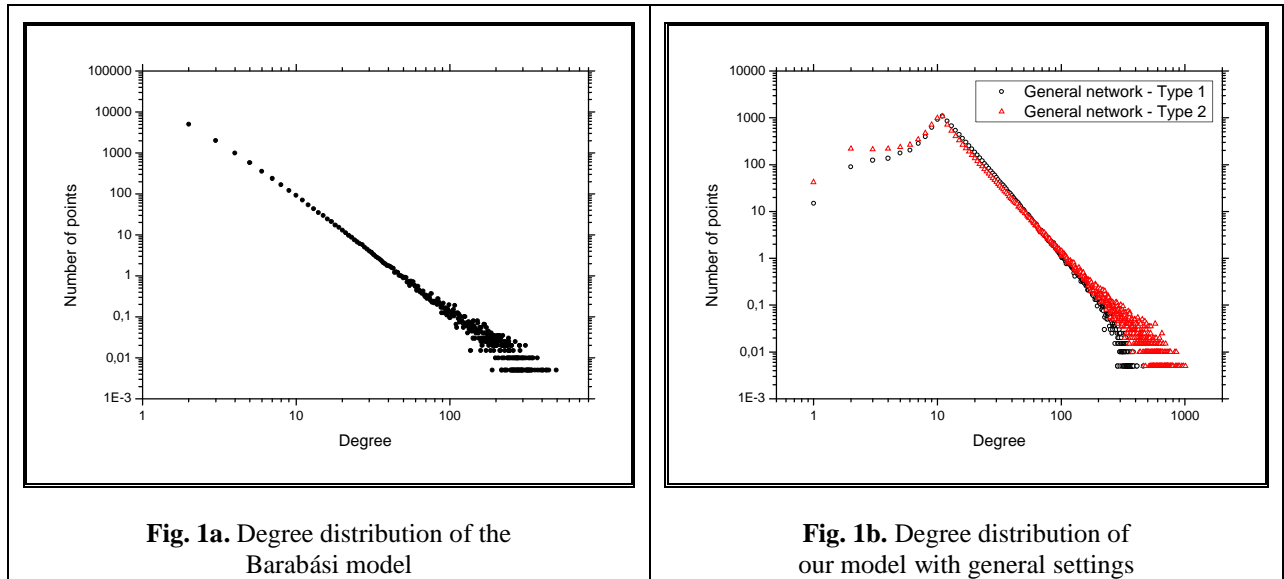 100000
10000
1000
100
10
1
0,1
0,01
1E-3
Number of points
1
10
100
Degree
Fig. 1a. Degree distribution of the
Barabási model
10000
1000
100
10
1
0,1
0,01
1E-3
Number of points
General network - Type 1
General network - Type 2
1
10
100
1000
Degree
Fig. 1b. Degree distribution of
our model with general settings